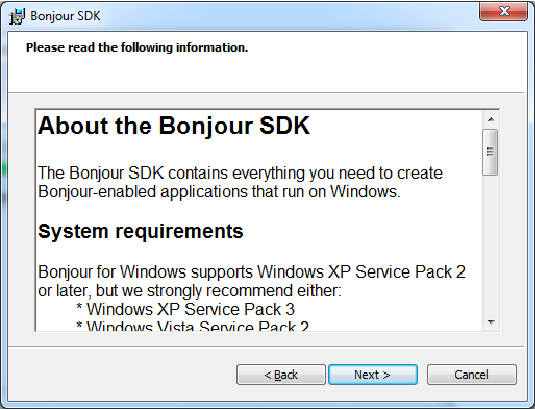 Bonjour SDK
Please read the following information.
About the Bonjour SDK
The Bonjour SDK contains everything you need to create
Bonjour-enabled applications that run on Windows.
System requirements
Bonjour for Windows supports Windows XP Service Pack 2
or later, but we strongly recommend either:
* Windows XP Service Pack 3
* Windows Vista Service Pack 2
< Back
Next >
Cancel